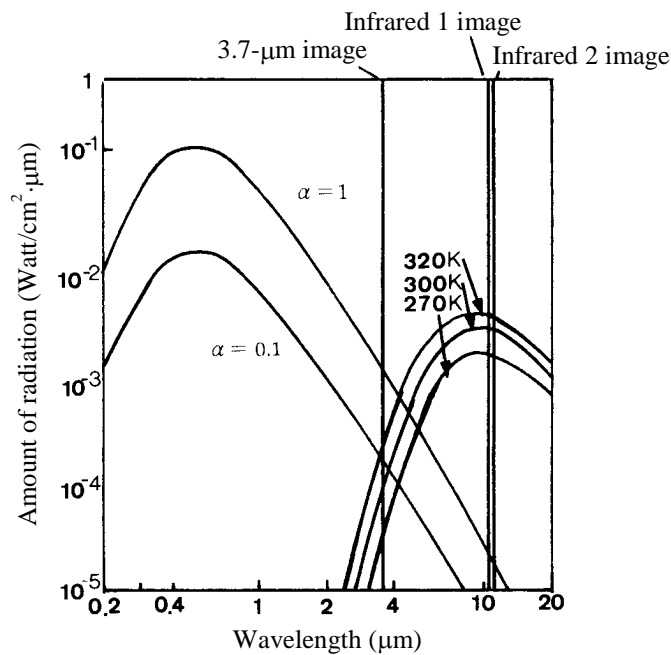 Infrared 1 image
3.7-μm image
Infrared 2 image
1
10-1
10-2
10-3
10-4
10-5
Amount of radiation (Watt/cm2·μm)
α = 1
α = 0.1
320K
300K
270K
0.2
0.4
1
2
4
10
20
Wavelength (μm)